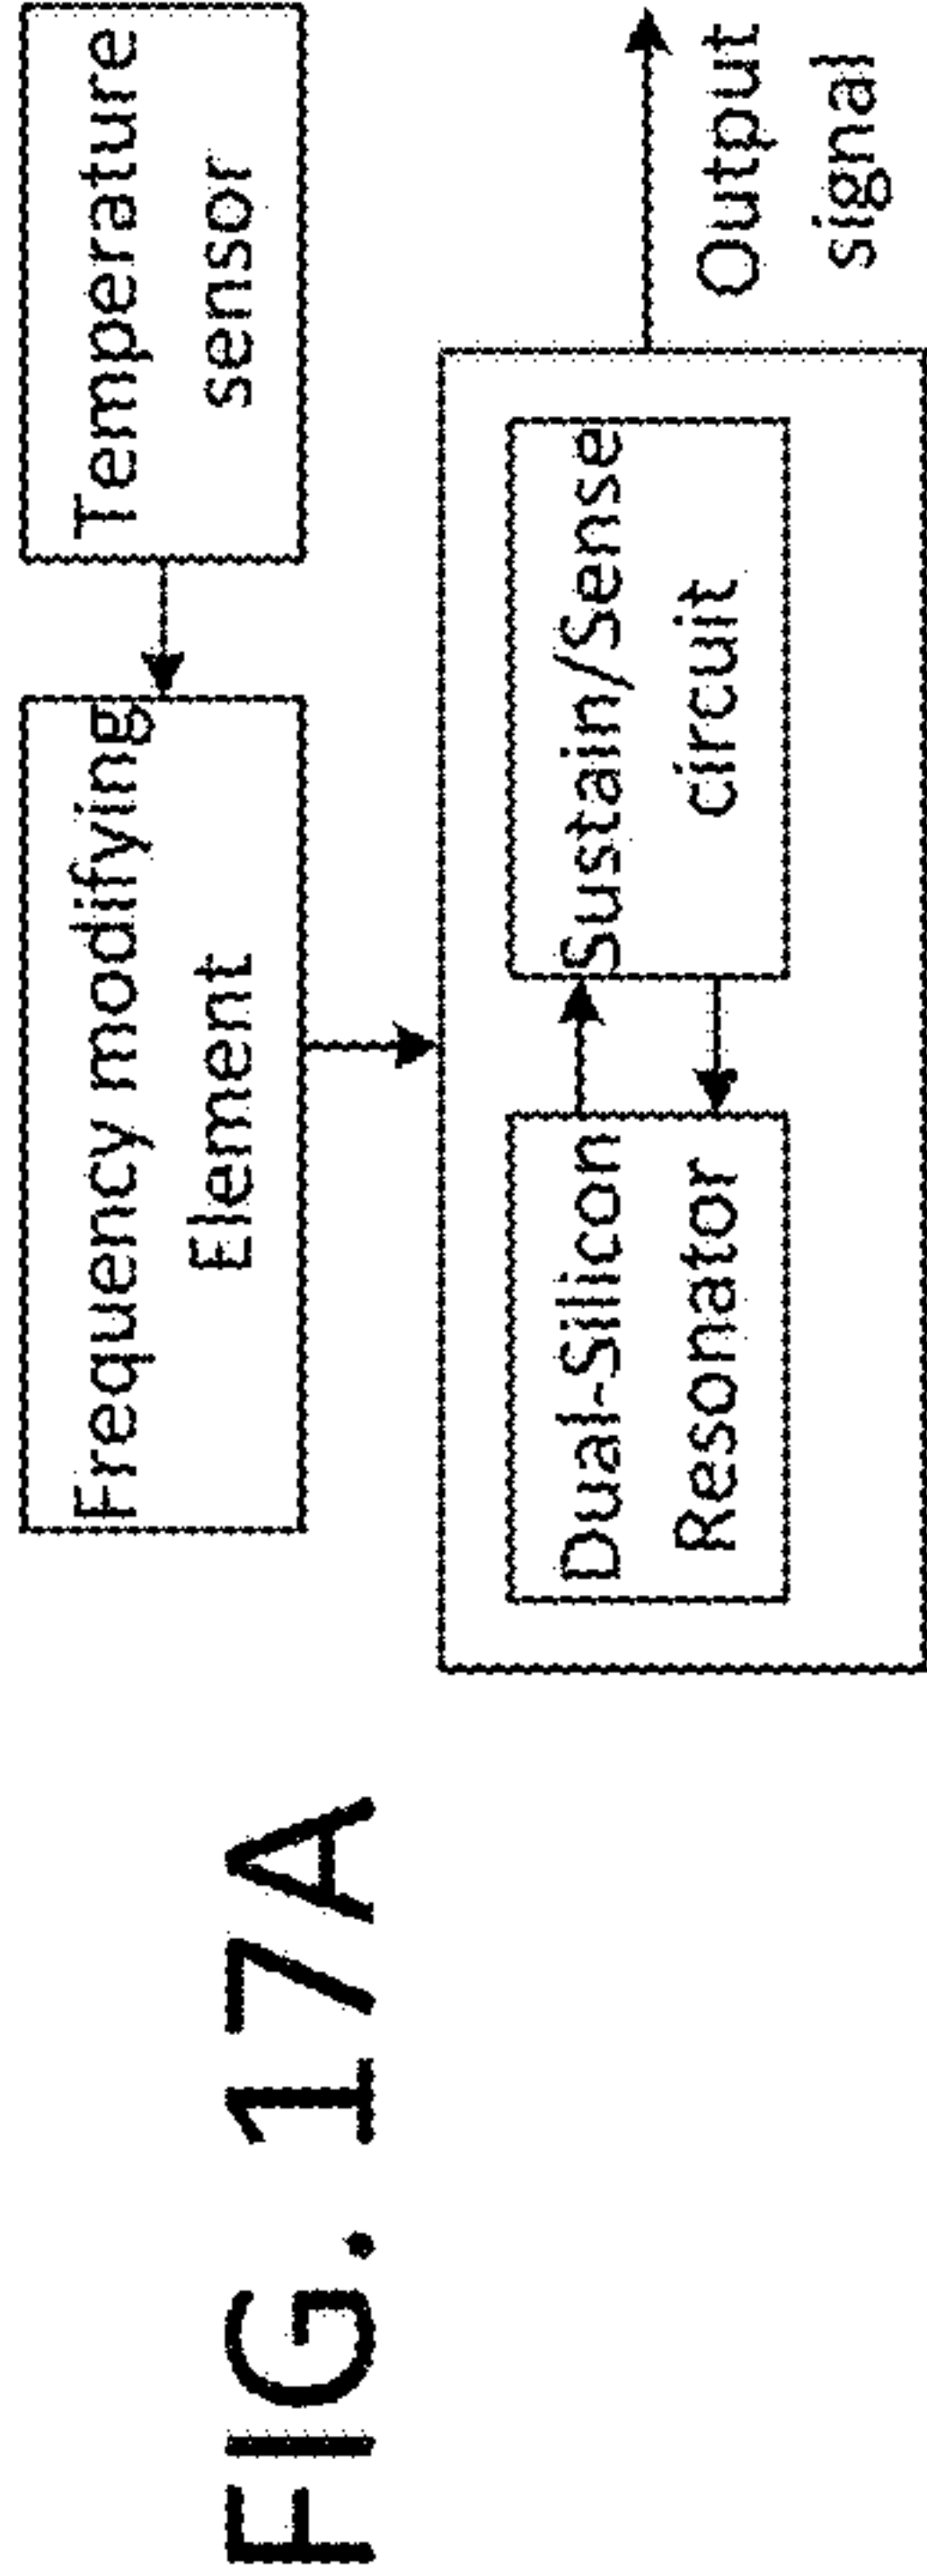 FIG. 17A
Frequency modifying
Element
Temperature
sensor
Dual-Silicon
Resonator
Sustain/Sense
circuit
Output
signal